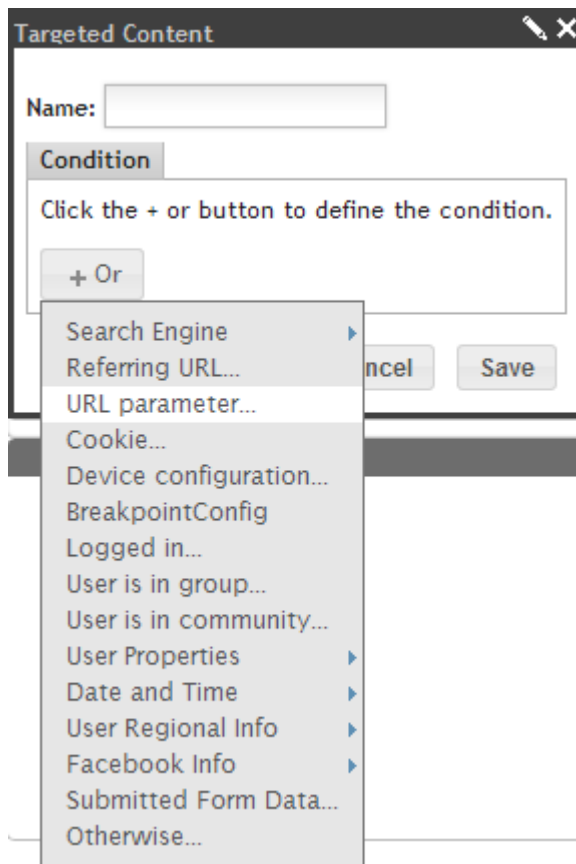 Targeted Content
Name:
Condition
Click the + or button to define the condition.
+ Or
Search Engine
Referring URL...
ncel Save
URL parameter...
Cookie...
Device configuration...
BreakpointConfig
Logged in...
User is in group...
User is in community...
User Properties
Date and Time
User Regional Info
Facebook Info
Submitted Form Data...
Otherwise...